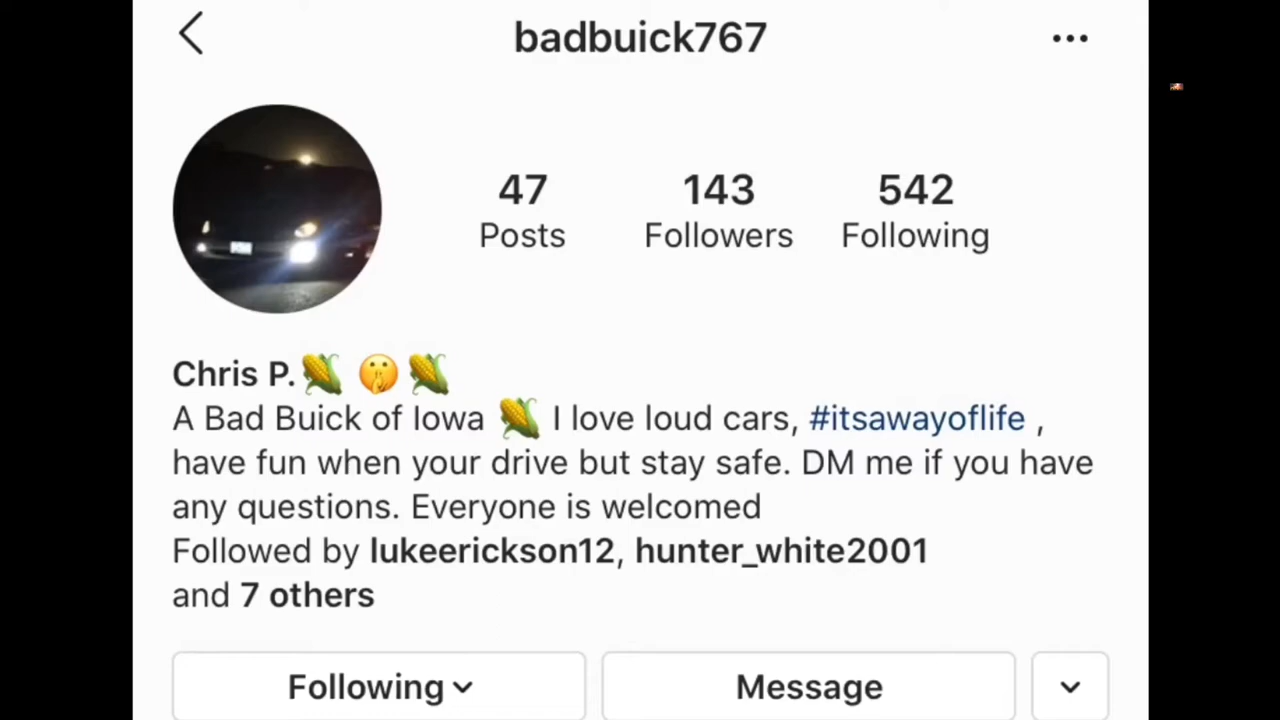 badbuick767
47 143 542
Posts Followers Following
Chris P.🌽 🤫 🌽
A Bad Buick of Iowa 🌽 I love loud cars, #itsawayoflife ,
have fun when your drive but stay safe. DM me if you have
any questions. Everyone is welcomed
Followed by lukeerickson12, hunter_white2001
and 7 others
Following Message